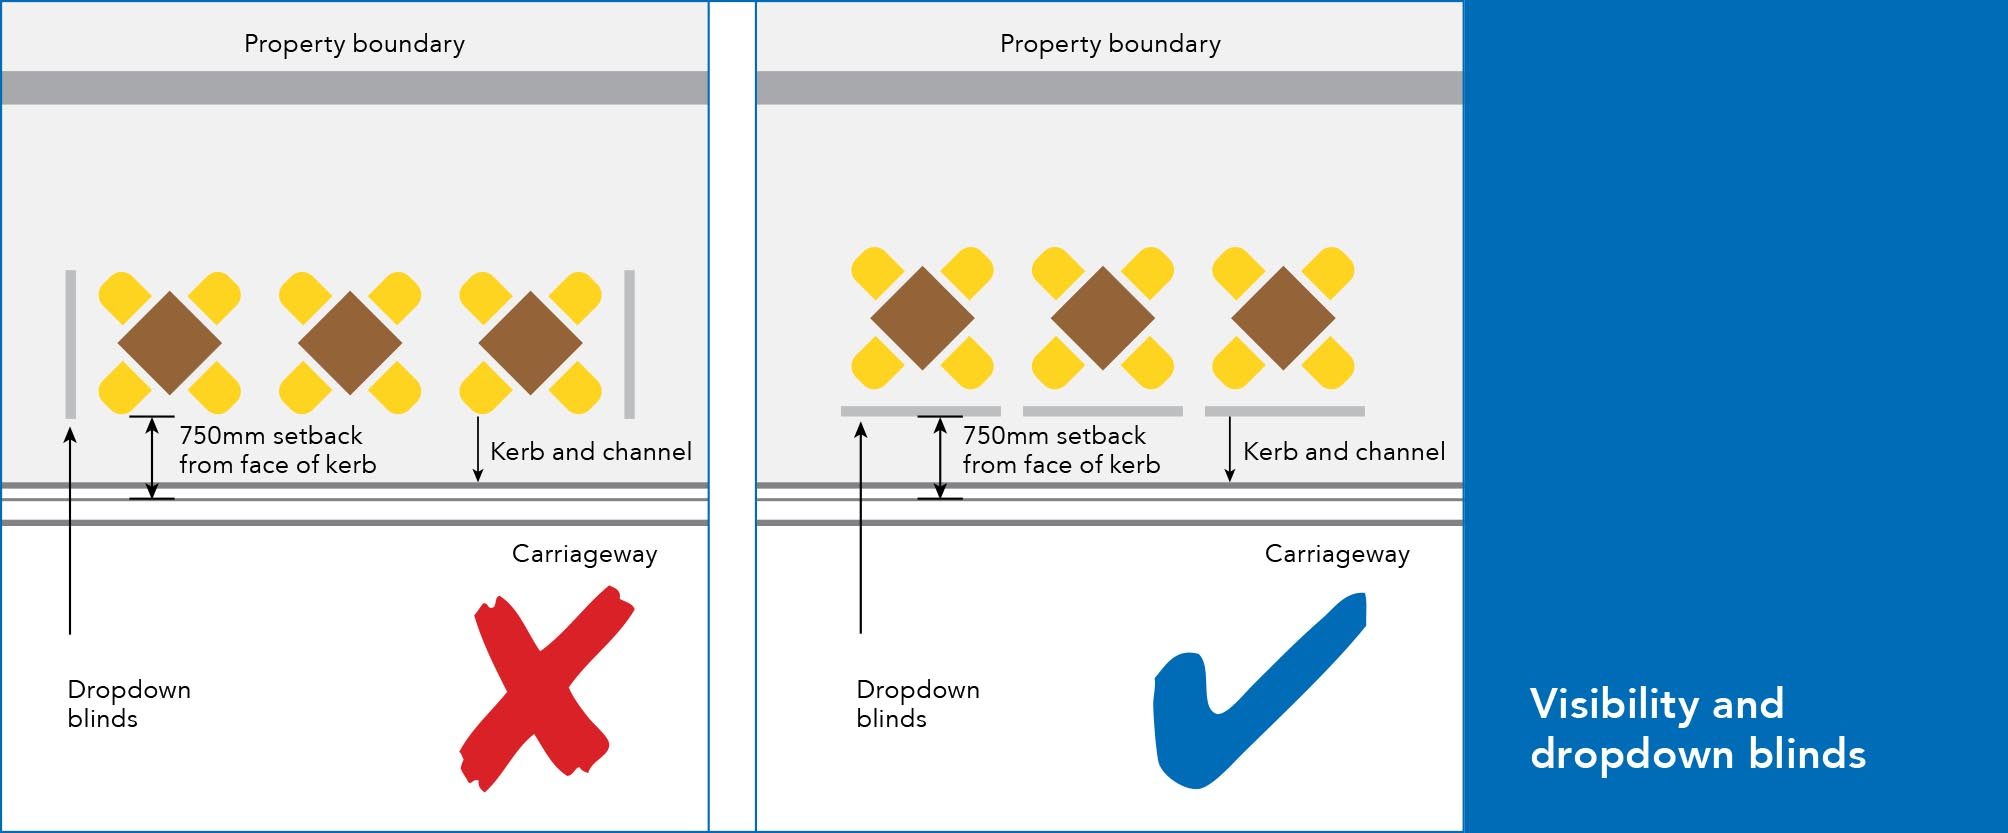 Property boundary
750mm setback
from face of kerb
Kerb and channel
Carriageway
Dropdown
blinds
Property boundary
750mm setback
from face of kerb
Kerb and channel
Carriageway
Dropdown
blinds
Visibility and
dropdown blinds